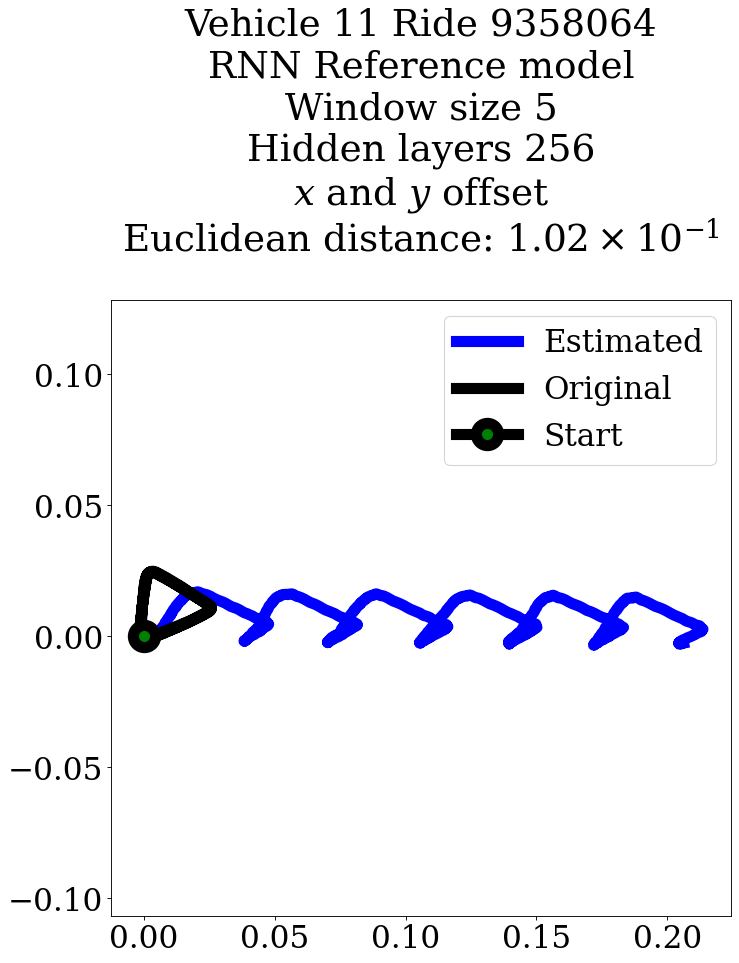 Vehicle 11 Ride 9358064
RNN Reference model
Window size 5
Hidden layers 256
x and y offset
Euclidean distance: 1.02 × 10⁻¹
Estimated
Original
Start
0.10
0.05
0.00
−0.05
−0.10
0.00 0.05 0.10 0.15 0.20